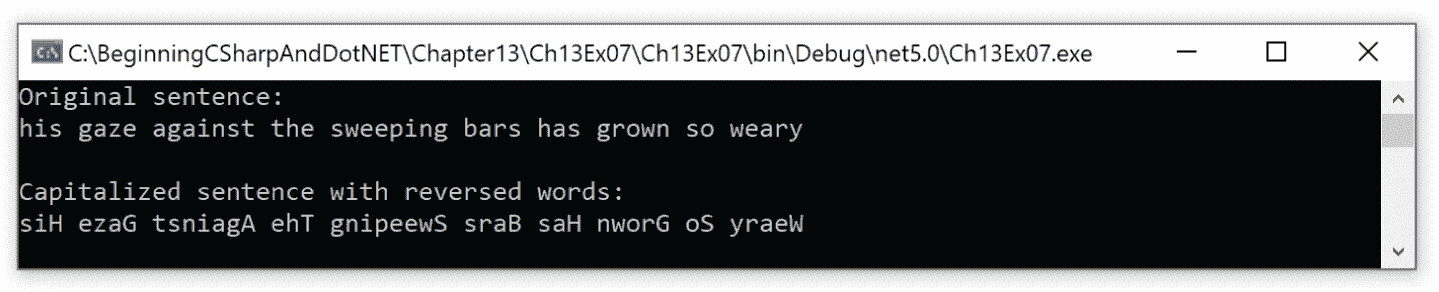 C:\BeginningCSharpAndDotNET\Chapter13\Ch13Ex07\Ch13Ex07\bin\Debug\net5.0\Ch13Ex07.exe
Original sentence:
his gaze against the sweeping bars has grown so weary
Capitalized sentence with reversed words:
siH ezaG tsniagA ehT gnipeewS sraB saH nworG oS yraeW